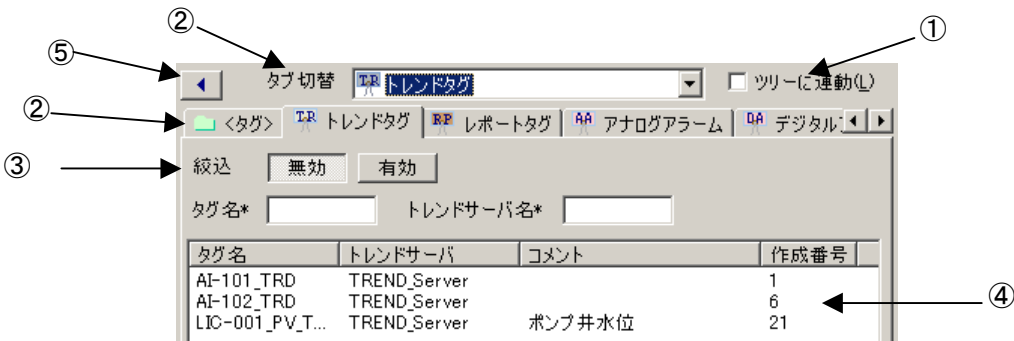 ②
①
⑤
タブ切替 TR トレンドタグ ツリーに連動(L)
②
<タグ> TR トレンドタグ RP レポートタグ AA アナログアラーム DA デジタル
③
絞込 無効 有効
タグ名* トレンドサーバ名*
タグ名 トレンドサーバ コメント 作成番号
AI-101_TRD TREND_Server 1
AI-102_TRD TREND_Server 6
④
LIC-001_PV_T... TREND_Server ポンプ井水位 21